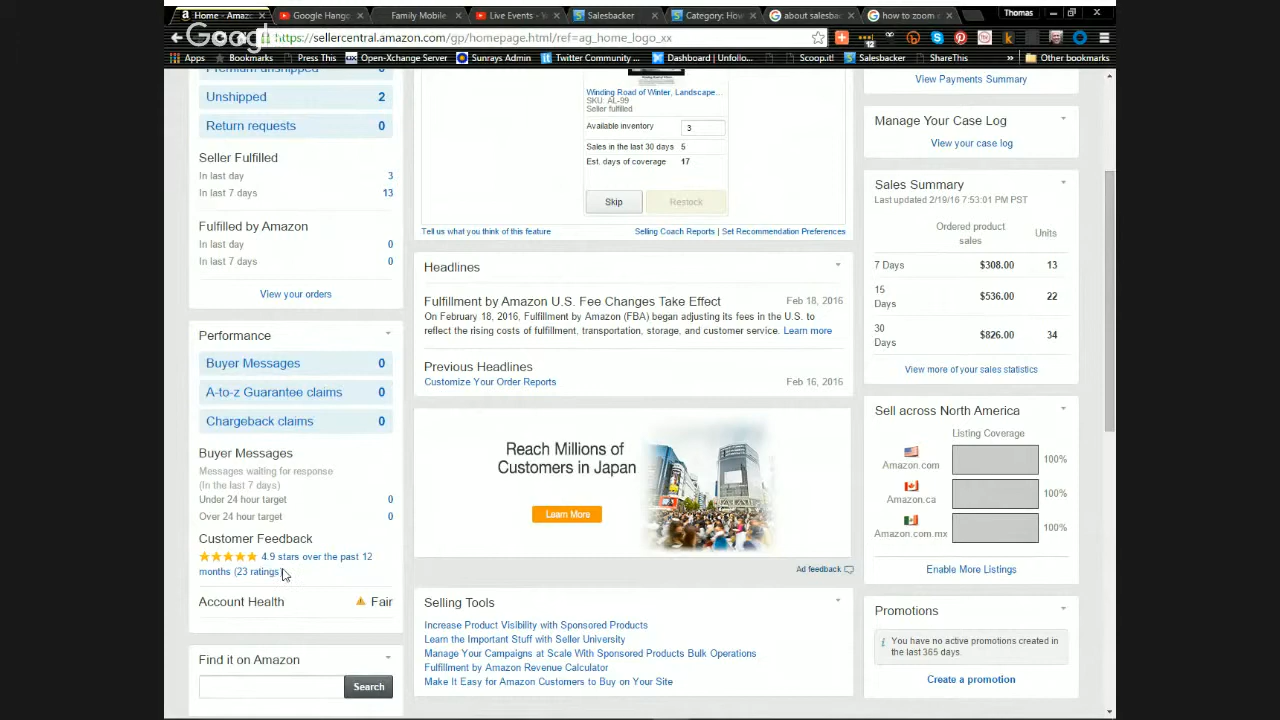 Home - Amaz
Google Hango
Family Mobile
Live Events - 
Salesbacker
Category: How
about salesba
how to zoom
Thomas
Google
https://sellercentral.amazon.com/gp/homepage.html/ref=ag_home_logo_xx
Apps
Bookmarks
Press This
Open-Xchange Server
Sunrays Admin
Twitter Community ...
Dashboard | Unfollo
Scoop.it!
Salesbacker
ShareThis
»
Other bookmarks
Premium unshipped
Unshipped 2
Return requests 0
Seller Fulfilled
In last day 3
In last 7 days 13
Fulfilled by Amazon
In last day 0
In last 7 days 0
View your orders
Performance
Buyer Messages 0
A-to-z Guarantee claims 0
Chargeback claims 0
Buyer Messages
Messages waiting for response
(In the last 7 days)
Under 24 hour target 0
Over 24 hour target 0
Customer Feedback
4.9 stars over the past 12
months (23 ratings)
Account Health Fair
Find it on Amazon
Search
Winding Road of Winter, Landscape...
SKU: AL-99
Seller fulfilled
Available inventory 3
Sales in the last 30 days 5
Est. days of coverage 17
Skip
Restock
Tell us what you think of this feature
Selling Coach Reports | Set Recommendation Preferences
Headlines
Fulfillment by Amazon U.S. Fee Changes Take Effect Feb 18, 2016
On February 18, 2016, Fulfillment by Amazon (FBA) began adjusting its fees in the U.S. to
reflect the rising costs of fulfillment, transportation, storage, and customer service. Learn more
Previous Headlines
Customize Your Order Reports Feb 16, 2016
Reach Millions of
Customers in Japan
Learn More
Ad feedback
Selling Tools
Increase Product Visibility with Sponsored Products
Learn the Important Stuff with Seller University
Manage Your Campaigns at Scale With Sponsored Products Bulk Operations
Fulfillment by Amazon Revenue Calculator
Make It Easy for Amazon Customers to Buy on Your Site
View Payments Summary
Manage Your Case Log
View your case log
Sales Summary
Last updated 2/19/16 7:53:01 PM PST
Ordered product
sales
Units
7 Days $308.00 13
15
Days
$536.00 22
30
Days
$826.00 34
View more of your sales statistics
Sell across North America
Listing Coverage
Amazon.com 100%
Amazon.ca 100%
Amazon.com.mx 100%
Enable More Listings
Promotions
You have no active promotions created in
the last 365 days.
Create a promotion